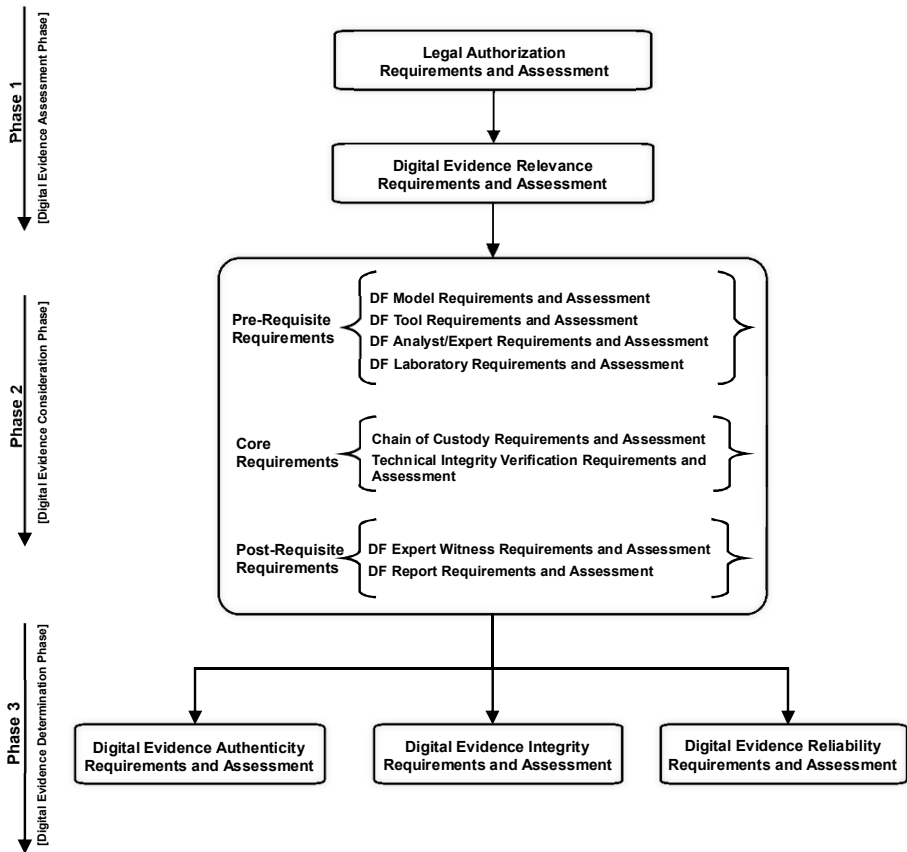 Phase 1
[Digital Evidence Assessment Phase]
Legal Authorization
Requirements and Assessment
Digital Evidence Relevance
Requirements and Assessment
Phase 2
[Digital Evidence Consideration Phase]
Pre-Requisite
Requirements
DF Model Requirements and Assessment
DF Tool Requirements and Assessment
DF Analyst/Expert Requirements and Assessment
DF Laboratory Requirements and Assessment
Core
Requirements
Chain of Custody Requirements and Assessment
Technical Integrity Verification Requirements and
Assessment
Post-Requisite
Requirements
DF Expert Witness Requirements and Assessment
DF Report Requirements and Assessment
Phase 3
[Digital Evidence Determination Phase]
Digital Evidence Authenticity
Requirements and Assessment
Digital Evidence Integrity
Requirements and Assessment
Digital Evidence Reliability
Requirements and Assessment